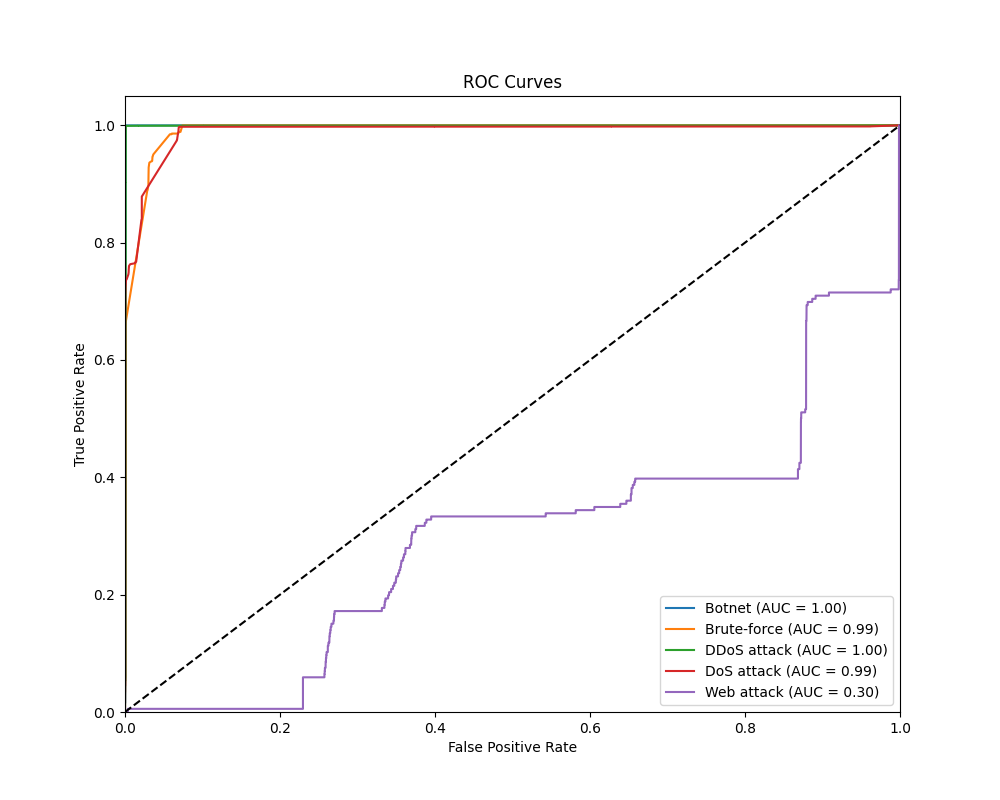 ROC Curves
1.0
0.8
0.6
0.4
0.2
0.0
True Positive Rate
0.0 0.2 0.4 0.6 0.8 1.0
False Positive Rate
Botnet (AUC = 1.00)
Brute-force (AUC = 0.99)
DDoS attack (AUC = 1.00)
DoS attack (AUC = 0.99)
Web attack (AUC = 0.30)